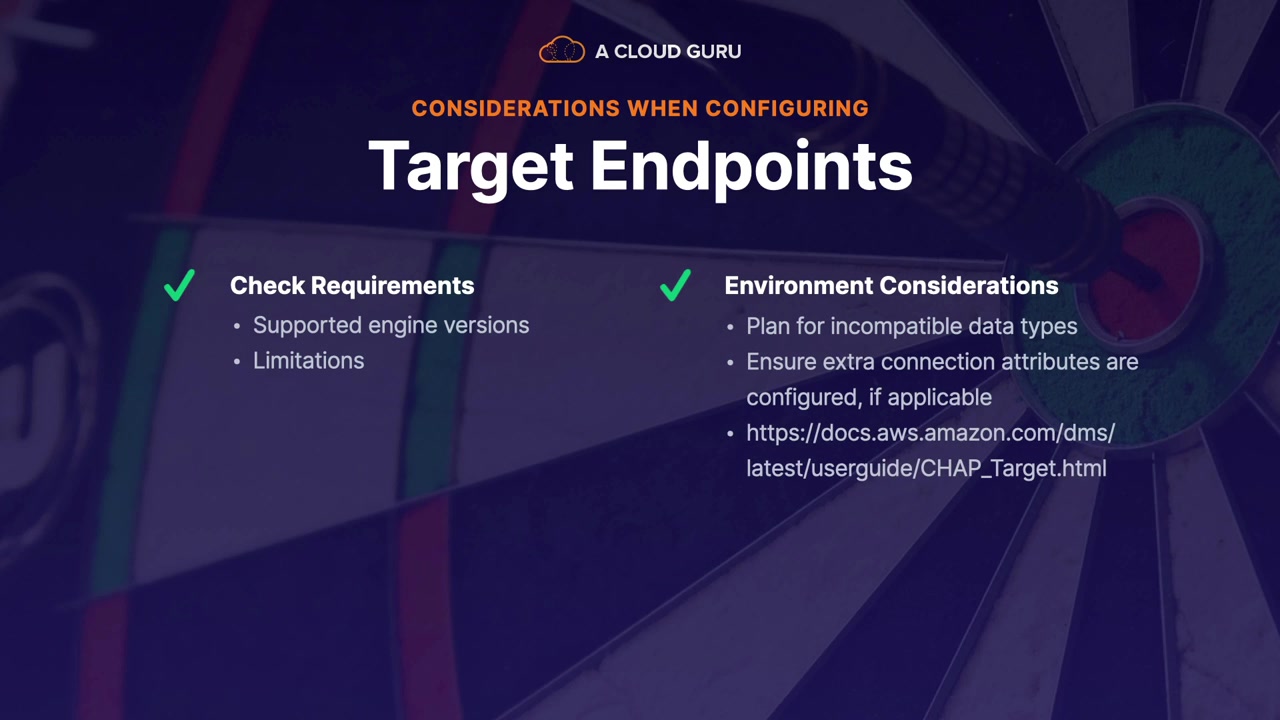 A CLOUD GURU
CONSIDERATIONS WHEN CONFIGURING
Target Endpoints
Check Requirements
• Supported engine versions
• Limitations
Environment Considerations
• Plan for incompatible data types
• Ensure extra connection attributes are
configured, if applicable
• https://docs.aws.amazon.com/dms/
latest/userguide/CHAP_Target.html